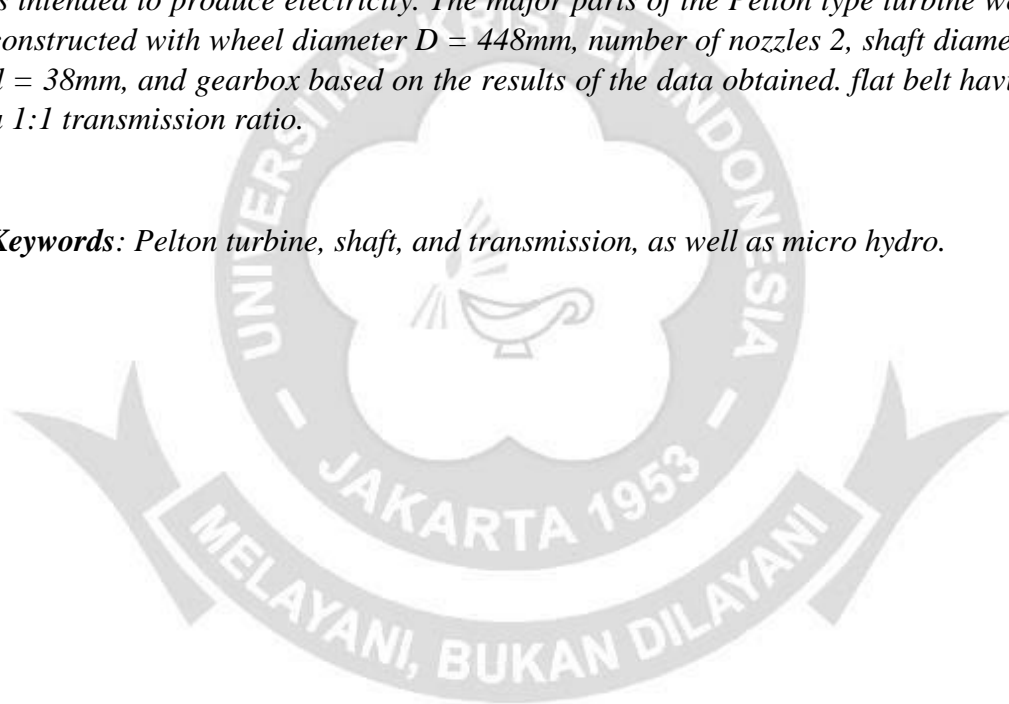 s intended to produce electricity. The major parts of the Pelton type turbine w
constructed with wheel diameter D = 448mm, number of nozzles 2, shaft diame
= 38mm, and gearbox based on the results of the data obtained. flat belt havi
1:1 transmission ratio.
Keywords: Pelton turbine, shaft, and transmission, as well as micro hydro.
UNIVERSITAS KRISTEN INDONESIA
JAKARTA 1953
MELAYANI, BUKAN DILAYANI